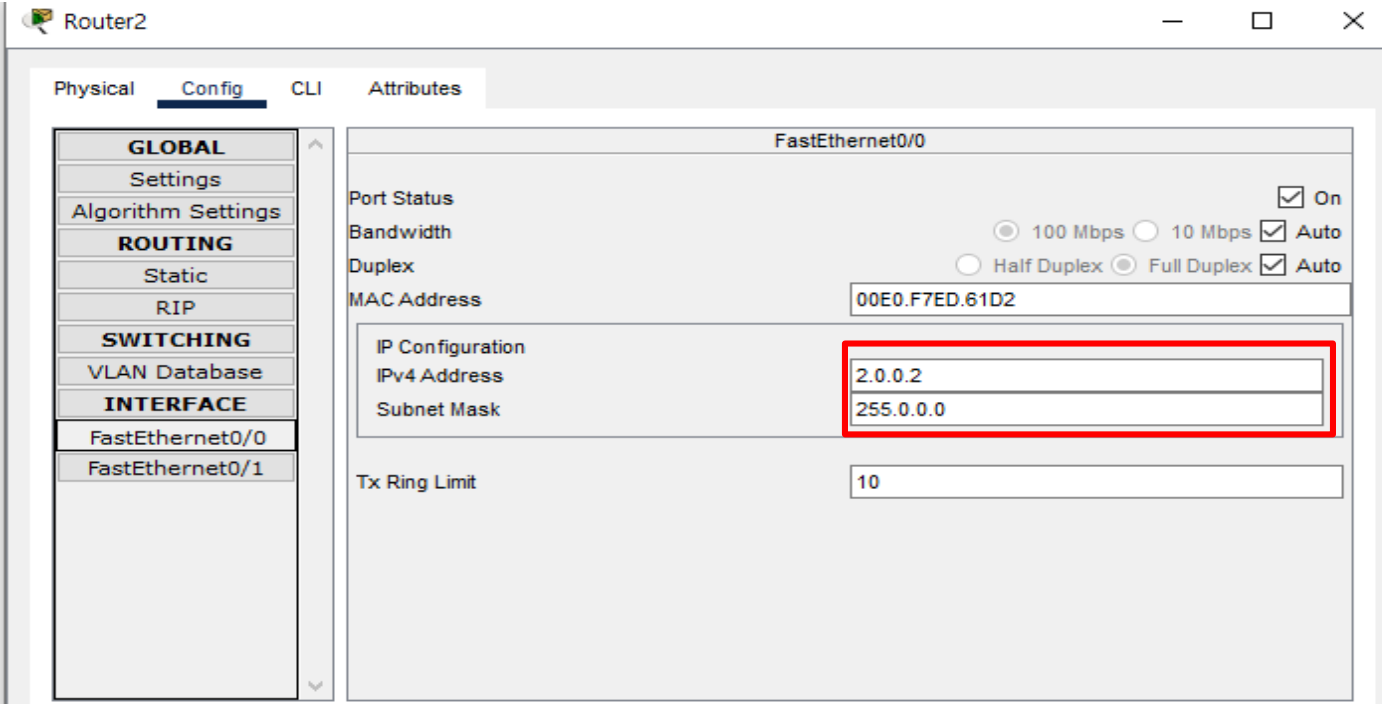 Router2
Physical Config CLI Attributes
GLOBAL
Settings
Algorithm Settings
ROUTING
Static
RIP
SWITCHING
VLAN Database
INTERFACE
FastEthernet0/0
FastEthernet0/1
FastEthernet0/0
Port Status On
Bandwidth 100 Mbps 10 Mbps Auto
Duplex Half Duplex Full Duplex Auto
MAC Address 00E0.F7ED.61D2
IP Configuration
IPv4 Address 2.0.0.2
Subnet Mask 255.0.0.0
Tx Ring Limit 10